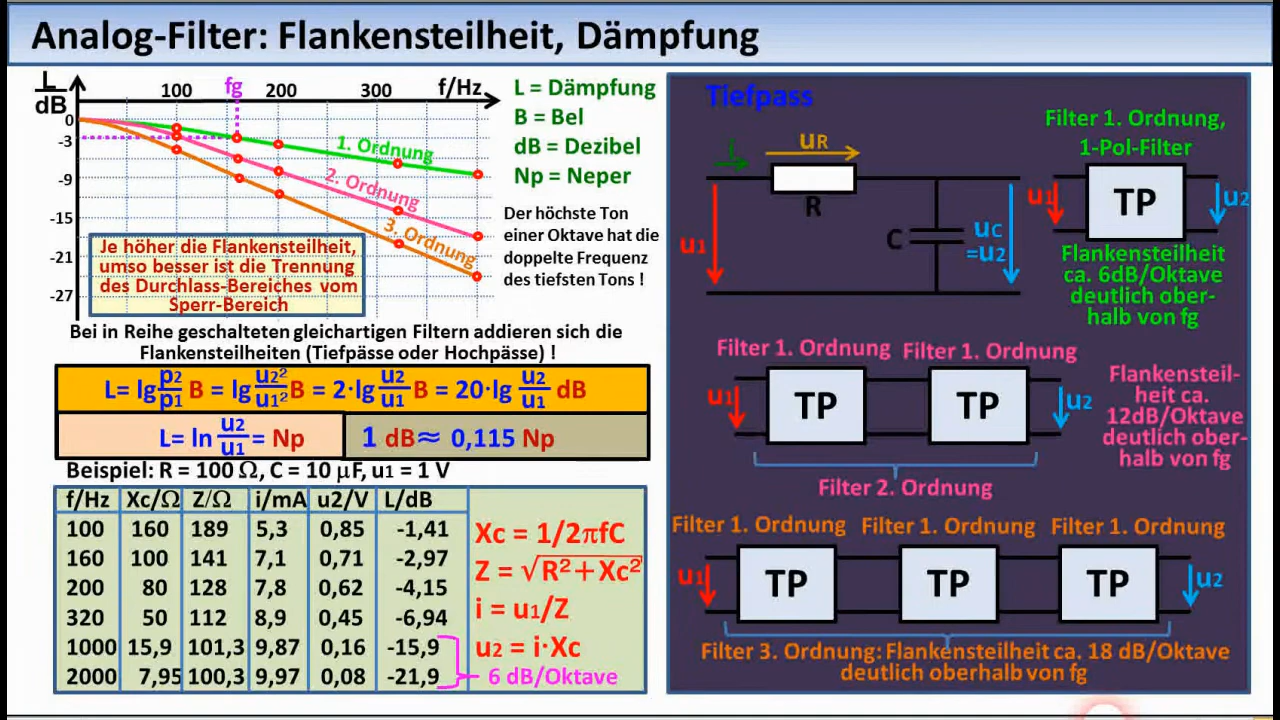 Analog-Filter: Flankensteilheit, Dämpfung
L/dB
100 fg 200 300 f/Hz
0
-3
-9
-15
-21
-27
1. Ordnung
2. Ordnung
3. Ordnung
Je höher die Flankensteilheit,
umso besser ist die Trennung
des Durchlass-Bereiches vom
Sperr-Bereich
L = Dämpfung
B = Bel
dB = Dezibel
Np = Neper
Der höchste Ton
einer Oktave hat die
doppelte Frequenz
des tiefsten Tons !
Bei in Reihe geschalteten gleichartigen Filtern addieren sich die
Flankensteilheiten (Tiefpässe oder Hochpässe) !
L= lg p2/p1 B = lg u2²/u1² B = 2·lg u2/u1 B = 20·lg u2/u1 dB
L= ln u2/u1 = Np
1 dB≈ 0,115 Np
Beispiel: R = 100 Ω, C = 10 µF, u1 = 1 V
f/Hz Xc/Ω Z/Ω i/mA u2/V L/dB
100 160 189 5,3 0,85 -1,41
160 100 141 7,1 0,71 -2,97
200 80 128 7,8 0,62 -4,15
320 50 112 8,9 0,45 -6,94
1000 15,9 101,3 9,87 0,16 -15,9
2000 7,95 100,3 9,97 0,08 -21,9
Xc = 1/2πfC
Z = √R²+Xc²
i = u1/Z
u2 = i·Xc
6 dB/Oktave
Tiefpass
i
uR
R
u1
C
uC
=u2
Filter 1. Ordnung,
1-Pol-Filter
u1 TP u2
Flankensteilheit
ca. 6dB/Oktave
deutlich ober-
halb von fg
Filter 1. Ordnung Filter 1. Ordnung
u1 TP TP u2
Filter 2. Ordnung
Flankensteil-
heit ca.
12dB/Oktave
deutlich ober-
halb von fg
Filter 1. Ordnung Filter 1. Ordnung Filter 1. Ordnung
u1 TP TP TP u2
Filter 3. Ordnung: Flankensteilheit ca. 18 dB/Oktave
deutlich oberhalb von fg